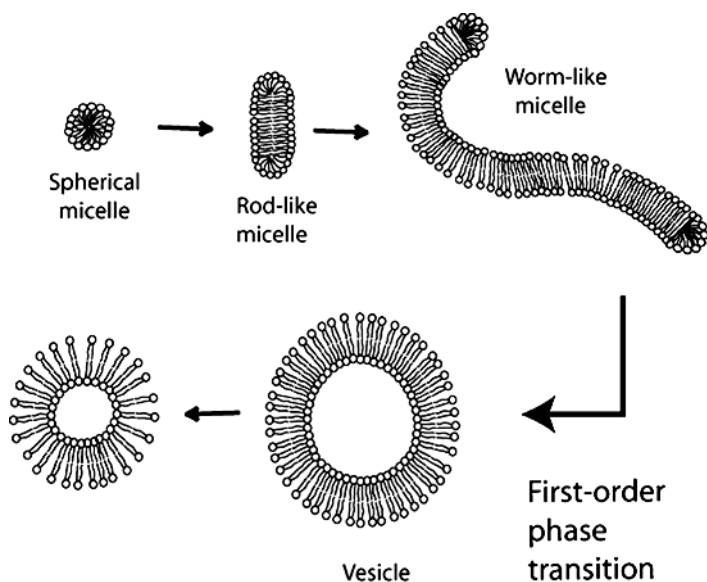 Spherical
micelle
Rod-like
micelle
Worm-like
micelle
First-order
phase
transition
Vesicle